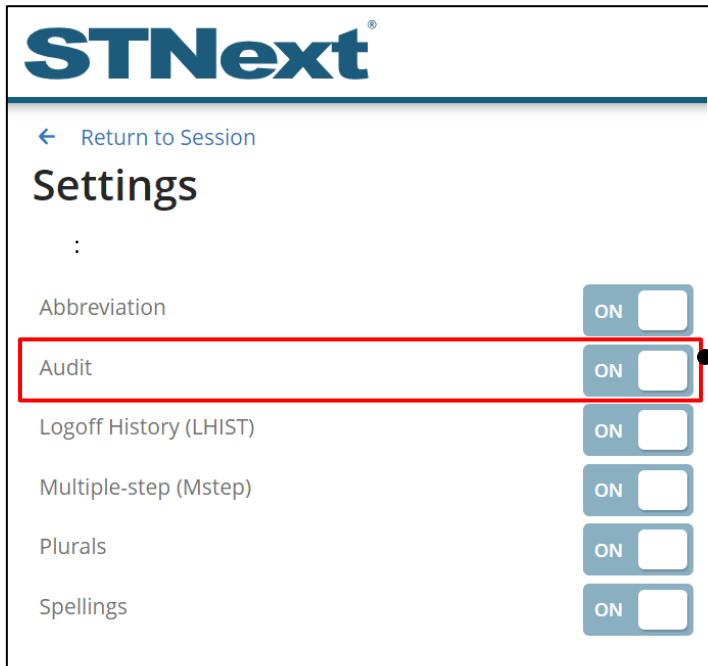 STNext®
← Return to Session
Settings
:
Abbreviation ON
Audit ON
Logoff History (LHIST) ON
Multiple-step (Mstep) ON
Plurals ON
Spellings ON